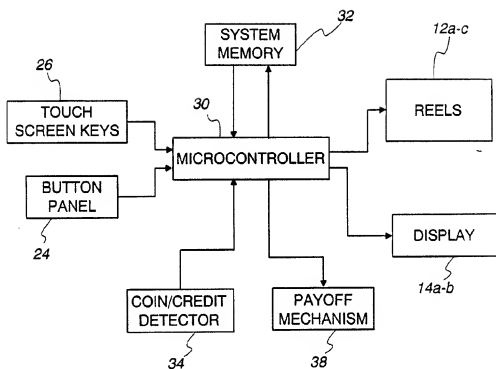 32
12a-c
SYSTEM
MEMORY
26
30
REELS
TOUCH
SCREEN KEYS
MICROCONTROLLER
BUTTON
PANEL
24
DISPLAY
14a-b
COIN/CREDIT
DETECTOR
34
PAYOFF
MECHANISM
38